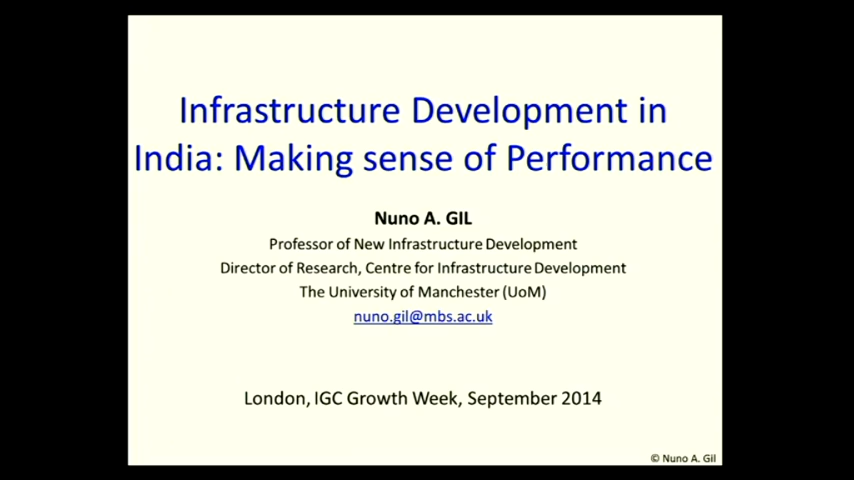 Infrastructure Development in
India: Making sense of Performance
Nuno A. GIL
Professor of New Infrastructure Development
Director of Research, Centre for Infrastructure Development
The University of Manchester (UoM)
nuno.gil@mbs.ac.uk
London, IGC Growth Week, September 2014
© Nuno A. Gil